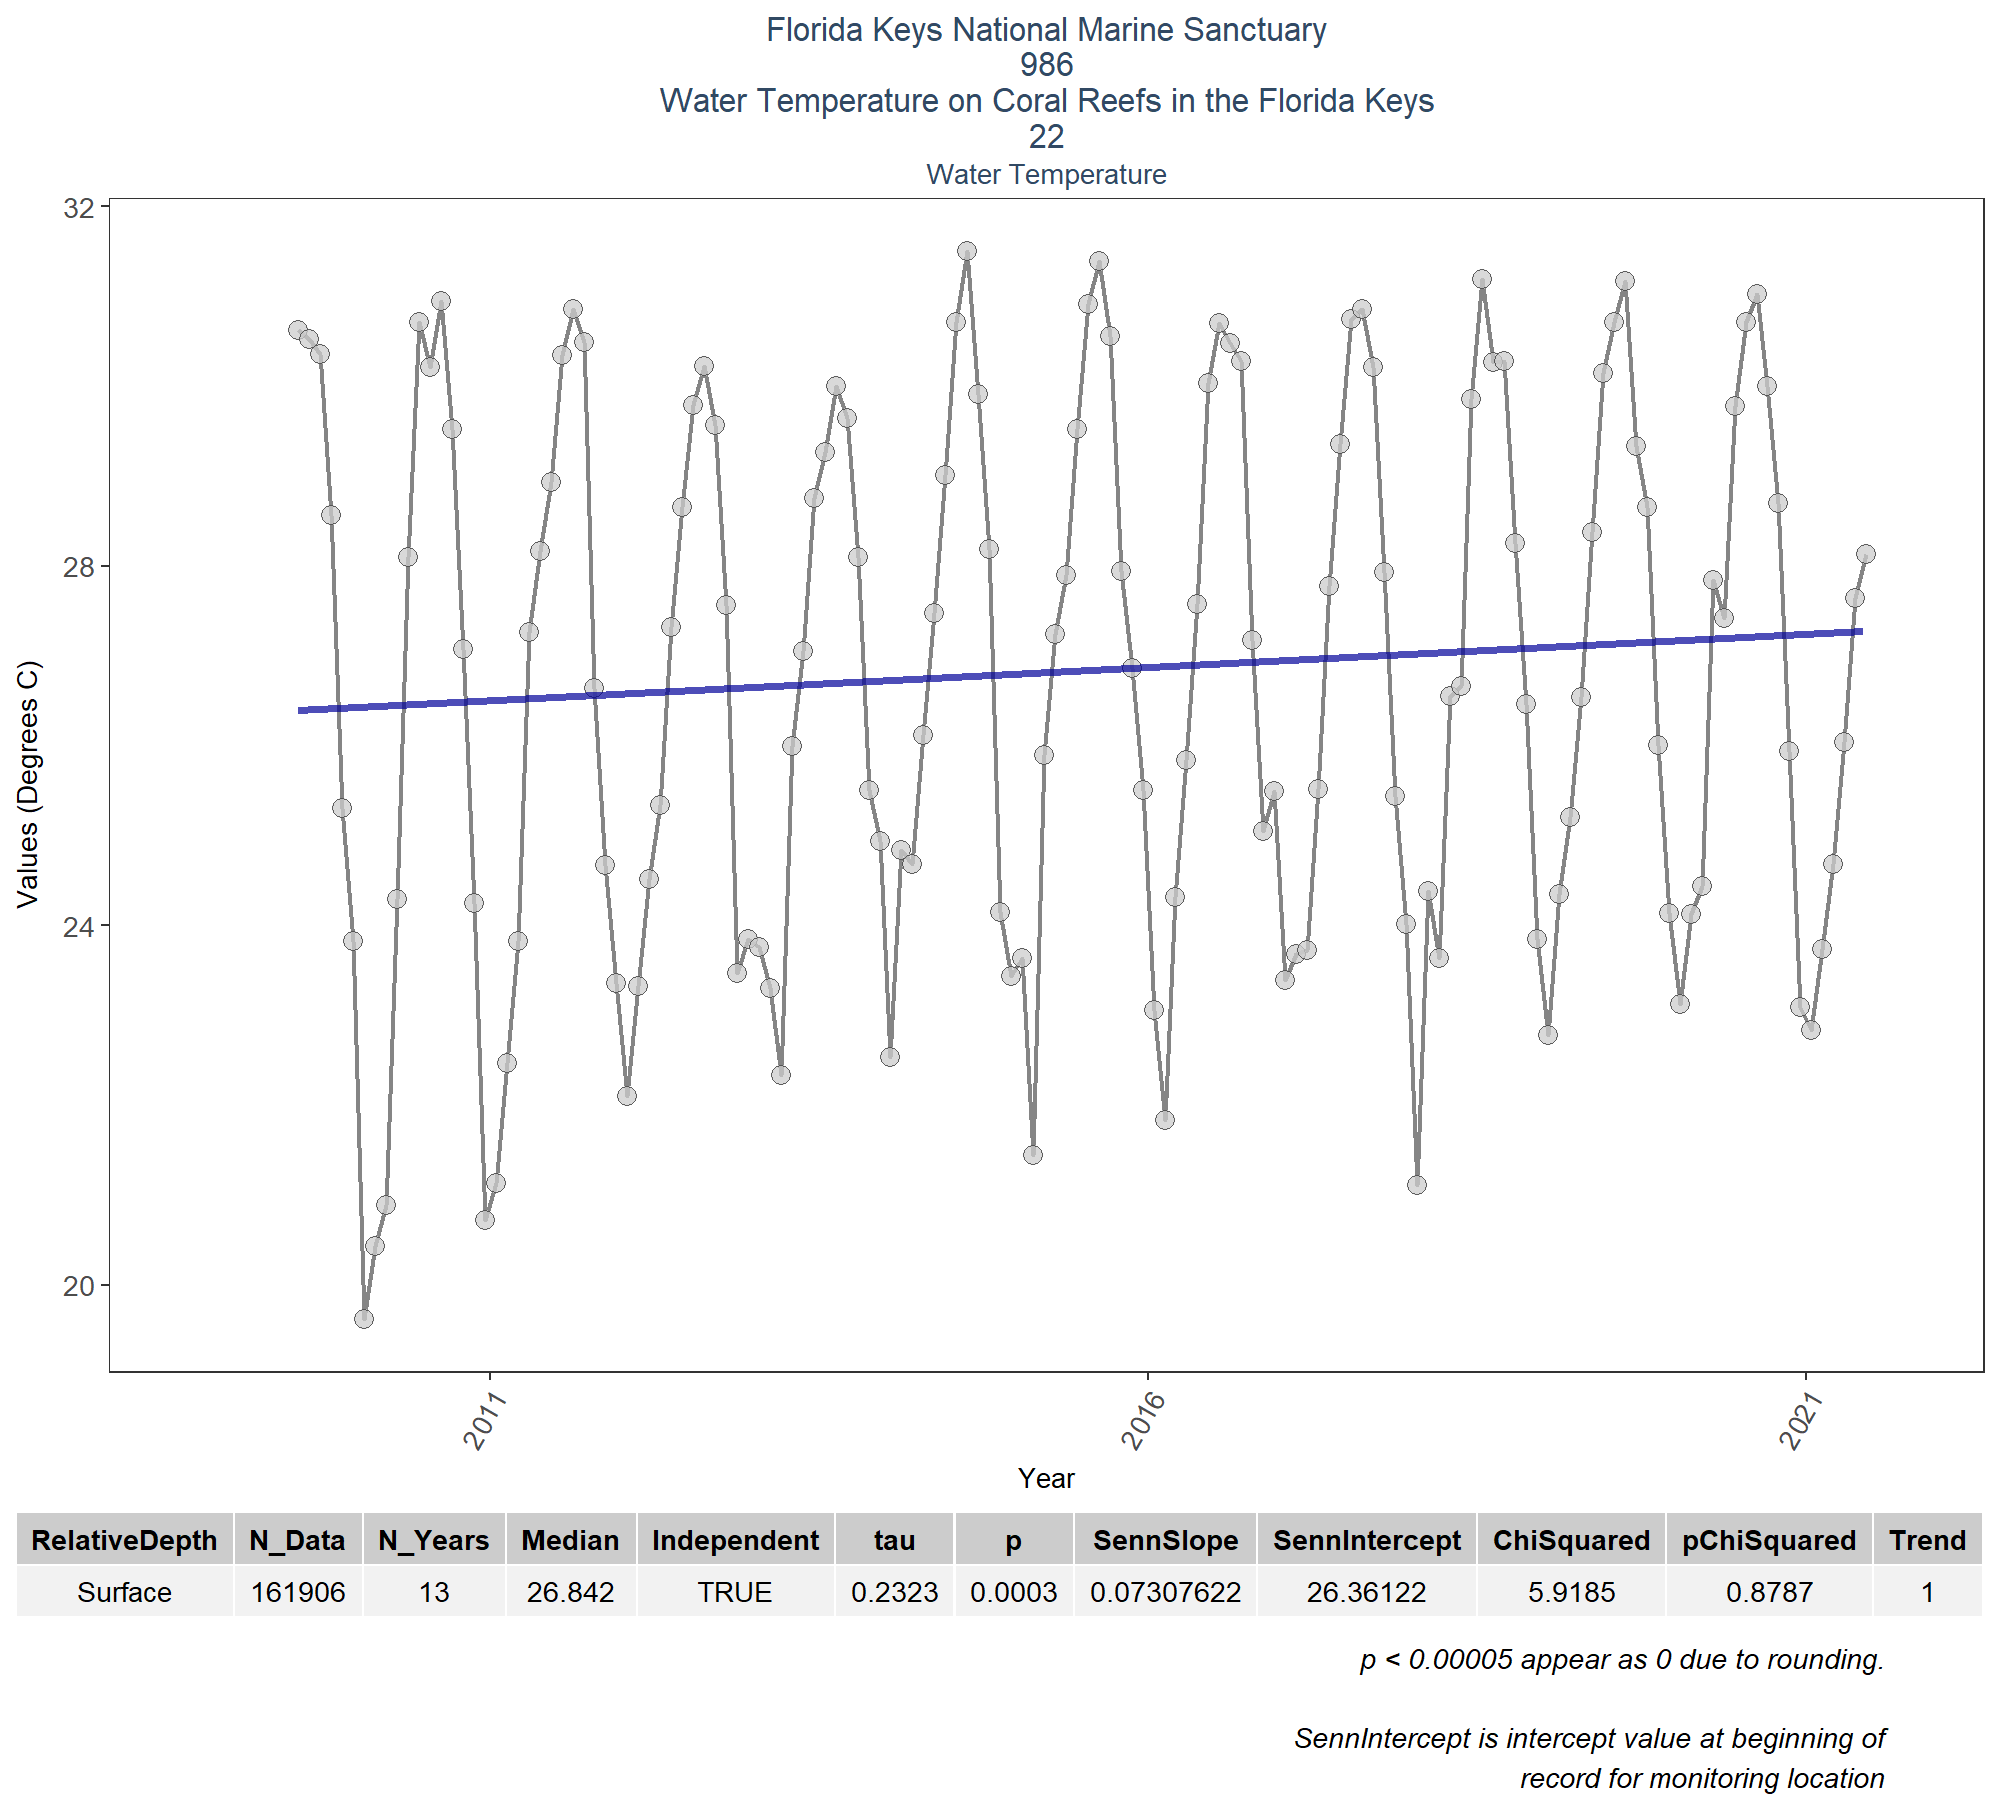 Florida Keys National Marine Sanctuary
986
Water Temperature on Coral Reefs in the Florida Keys
22
Water Temperature
32
28
24
20
Values (Degrees C)
2011
2016
2021
Year
RelativeDepth N_Data N_Years Median Independent tau p SennSlope SennIntercept ChiSquared pChiSquared Trend
Surface 161906 13 26.842 TRUE 0.2323 0.0003 0.07307622 26.36122 5.9185 0.8787 1
p < 0.00005 appear as 0 due to rounding.
SennIntercept is intercept value at beginning of
record for monitoring location